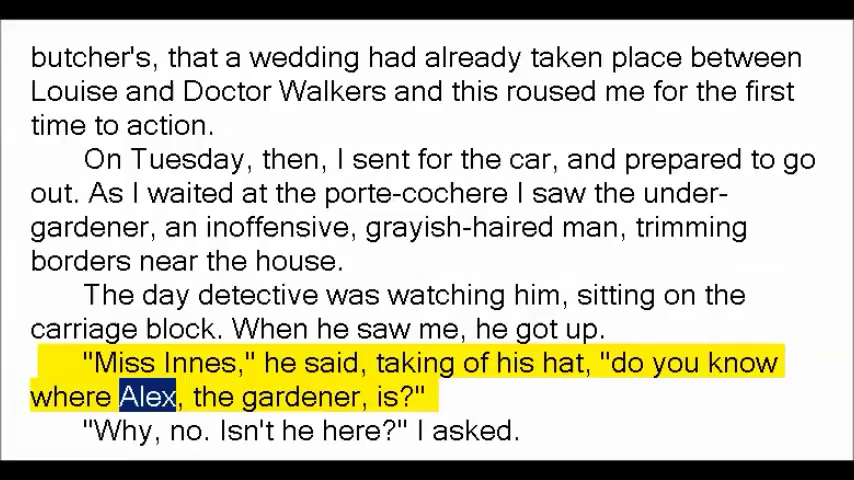 butcher's, that a wedding had already taken place between
Louise and Doctor Walkers and this roused me for the first
time to action.
On Tuesday, then, I sent for the car, and prepared to go
out. As I waited at the porte-cochere I saw the under-
gardener, an inoffensive, grayish-haired man, trimming
borders near the house.
The day detective was watching him, sitting on the
carriage block. When he saw me, he got up.
"Miss Innes," he said, taking of his hat, "do you know
where Alex, the gardener, is?"
"Why, no. Isn't he here?" I asked.